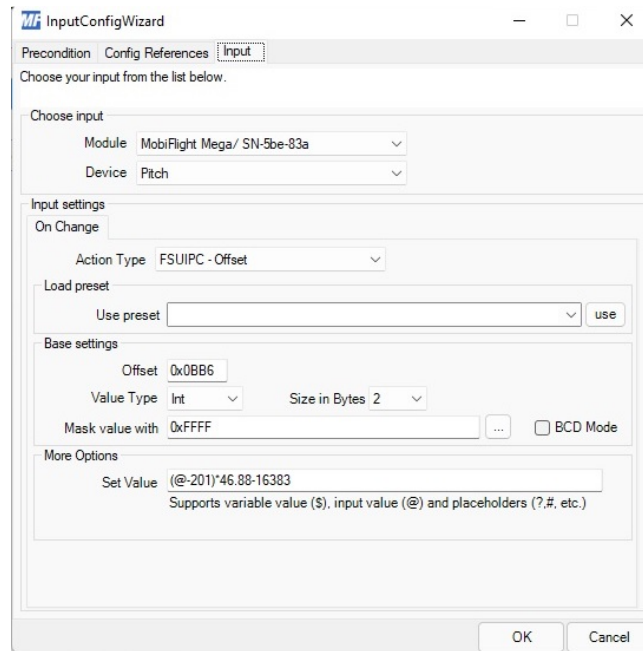 MF InputConfigWizard
Precondition Config References Input
Choose your input from the list below.
Choose input
Module MobiFlight Mega/ SN-5be-83a
Device Pitch
Input settings
On Change
Action Type FSUIPC - Offset
Load preset
Use preset use
Base settings
Offset 0x0BB6
Value Type Int Size in Bytes 2
Mask value with 0xFFFF ... BCD Mode
More Options
Set Value (@-201)*46.88-16383
Supports variable value ($), input value (@) and placeholders (?,#, etc.)
OK Cancel